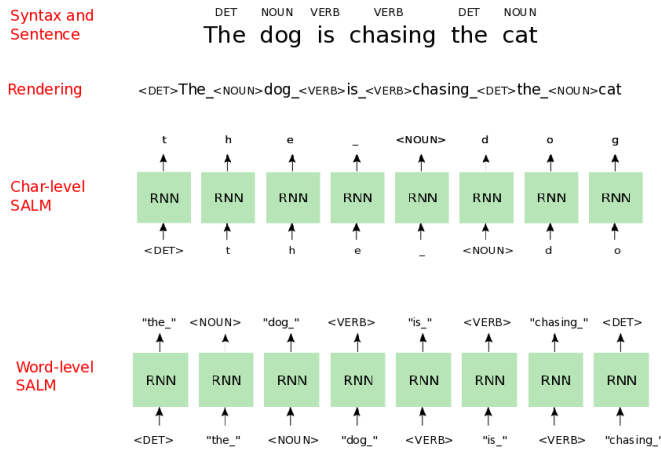 Syntax and
Sentence
DET NOUN VERB VERB DET NOUN
The dog is chasing the cat
Rendering
<DET>The_<NOUN>dog_<VERB>is_<VERB>chasing_<DET>the_<NOUN>cat
t h e _ <NOUN> d o g
Char-level
SALM
RNN RNN RNN RNN RNN RNN RNN RNN
<DET> t h e _ <NOUN> d o
"the_" <NOUN> "dog_" <VERB> "is_" <VERB> "chasing_" <DET>
Word-level
SALM
RNN RNN RNN RNN RNN RNN RNN RNN
<DET> "the_" <NOUN> "dog_" <VERB> "is_" <VERB> "chasing_"